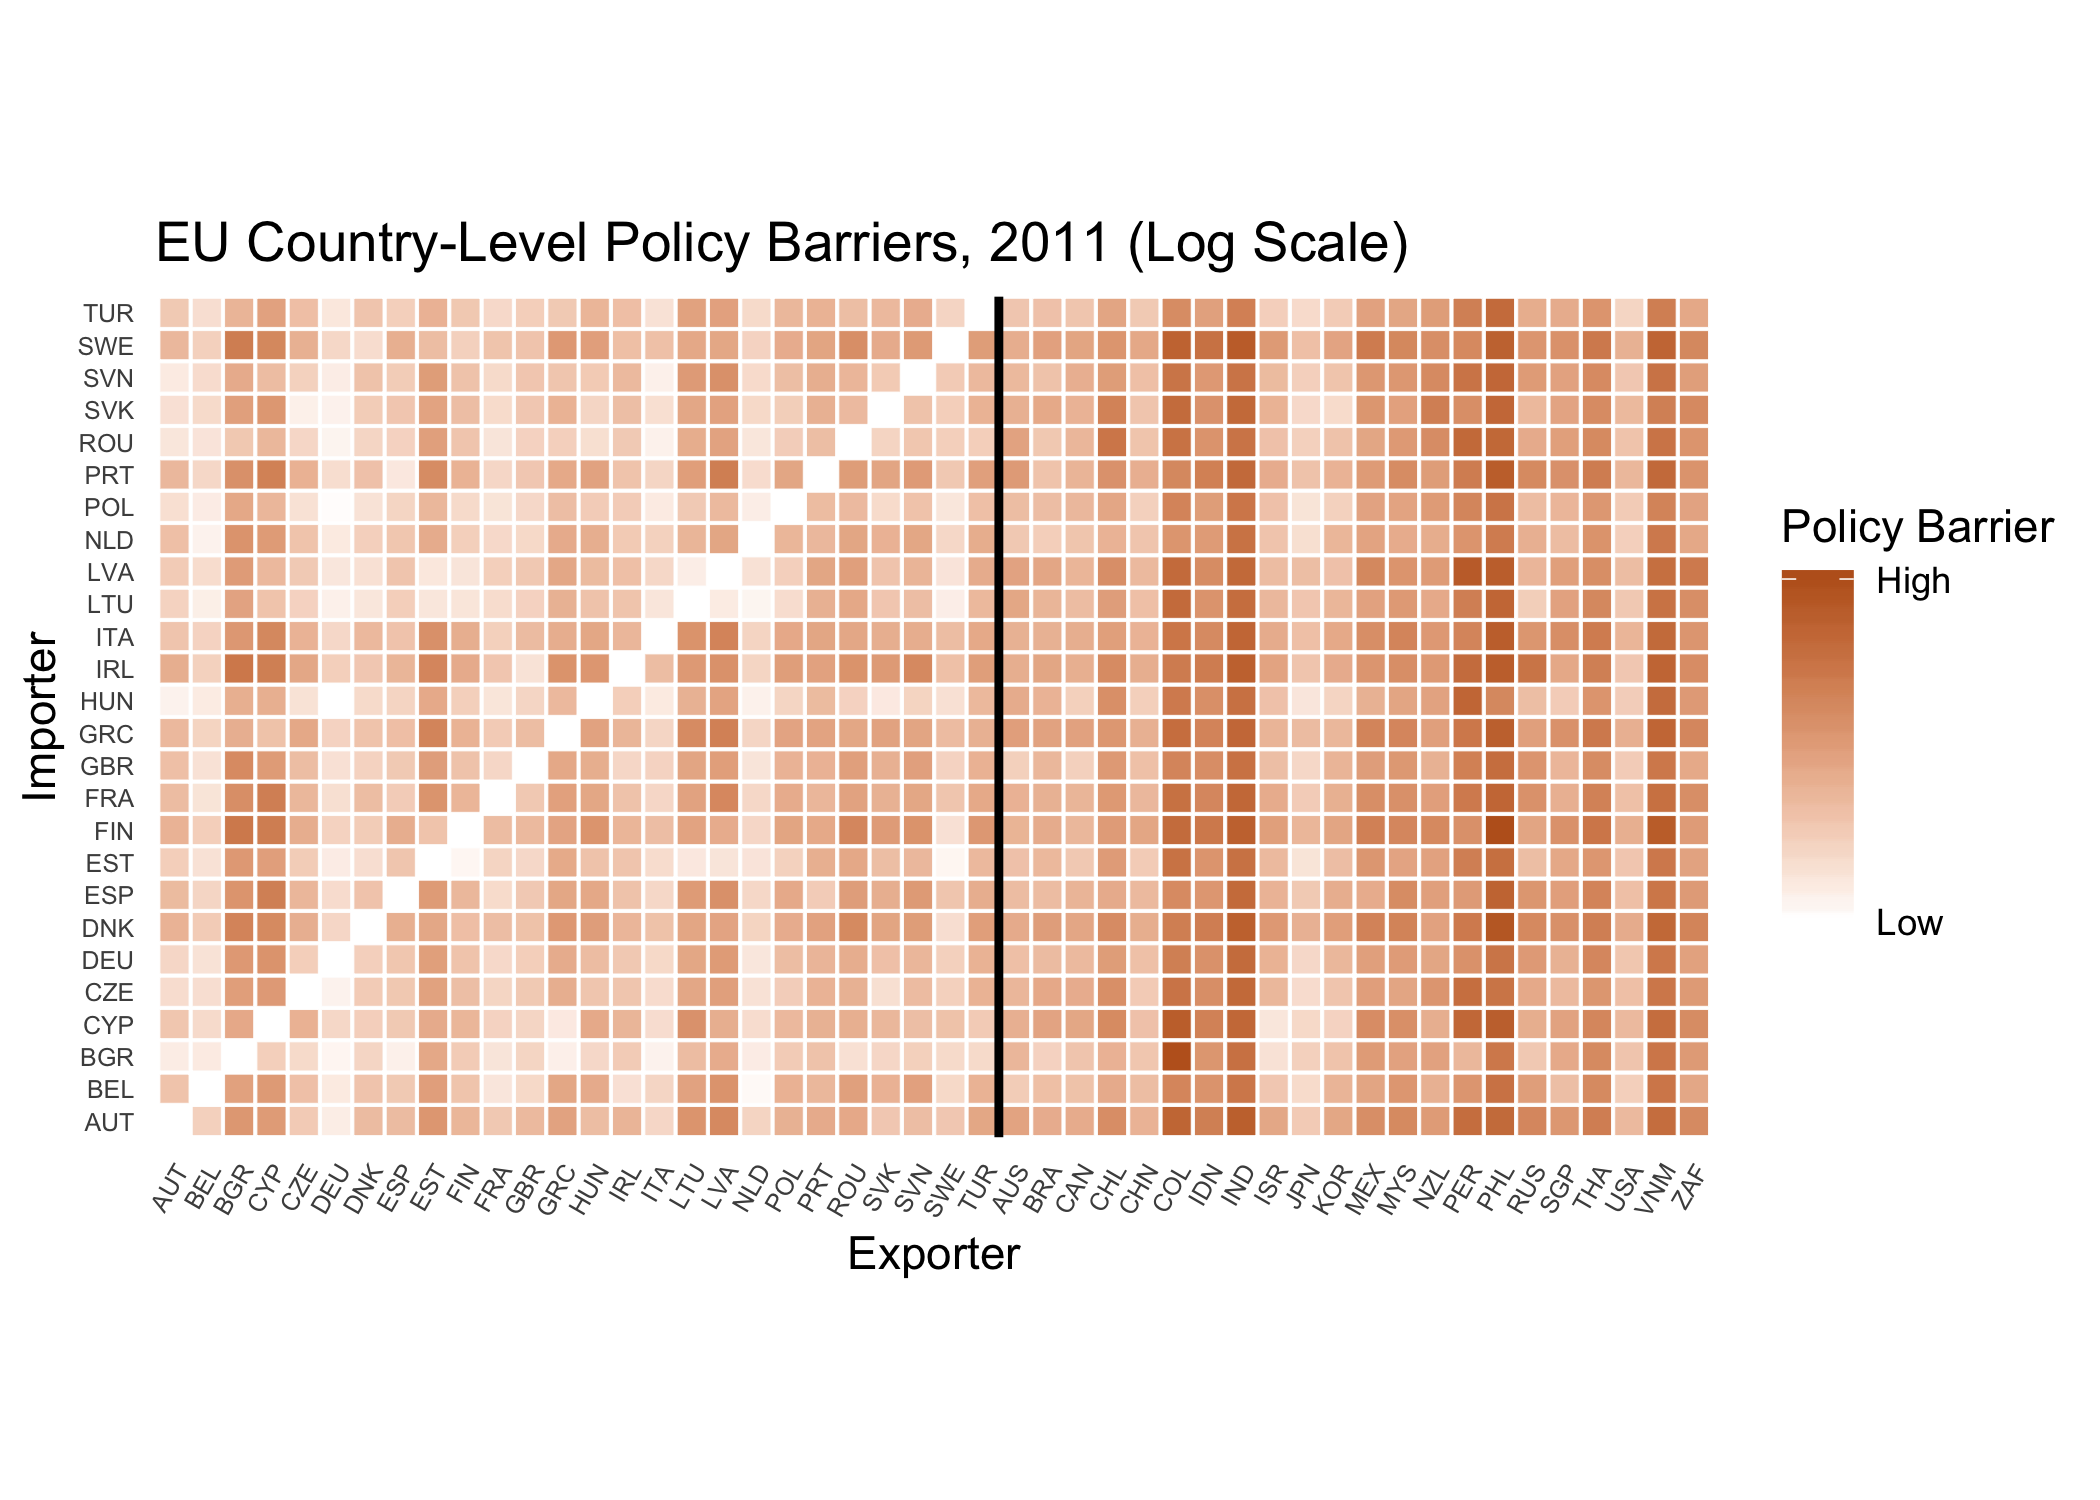 EU Country-Level Policy Barriers, 2011 (Log Scale)
TUR
SWE
SVN
SVK
ROU
PRT
POL
NLD
LVA
LTU
ITA
IRL
HUN
GRC
GBR
FRA
FIN
EST
ESP
DNK
DEU
CZE
CYP
BGR
BEL
AUT
Importer
AUT BEL BGR CYP CZE DEU DNK ESP EST FIN FRA GBR GRC HUN IRL ITA LTU LVA NLD POL PRT ROU SVK SVN SWE TUR AUS BRA CAN CHL CHN COL IDN IND ISR JPN KOR MEX MYS NZL PER PHL RUS SGP THA USA VNM ZAF
Exporter
Policy Barrier
High
Low